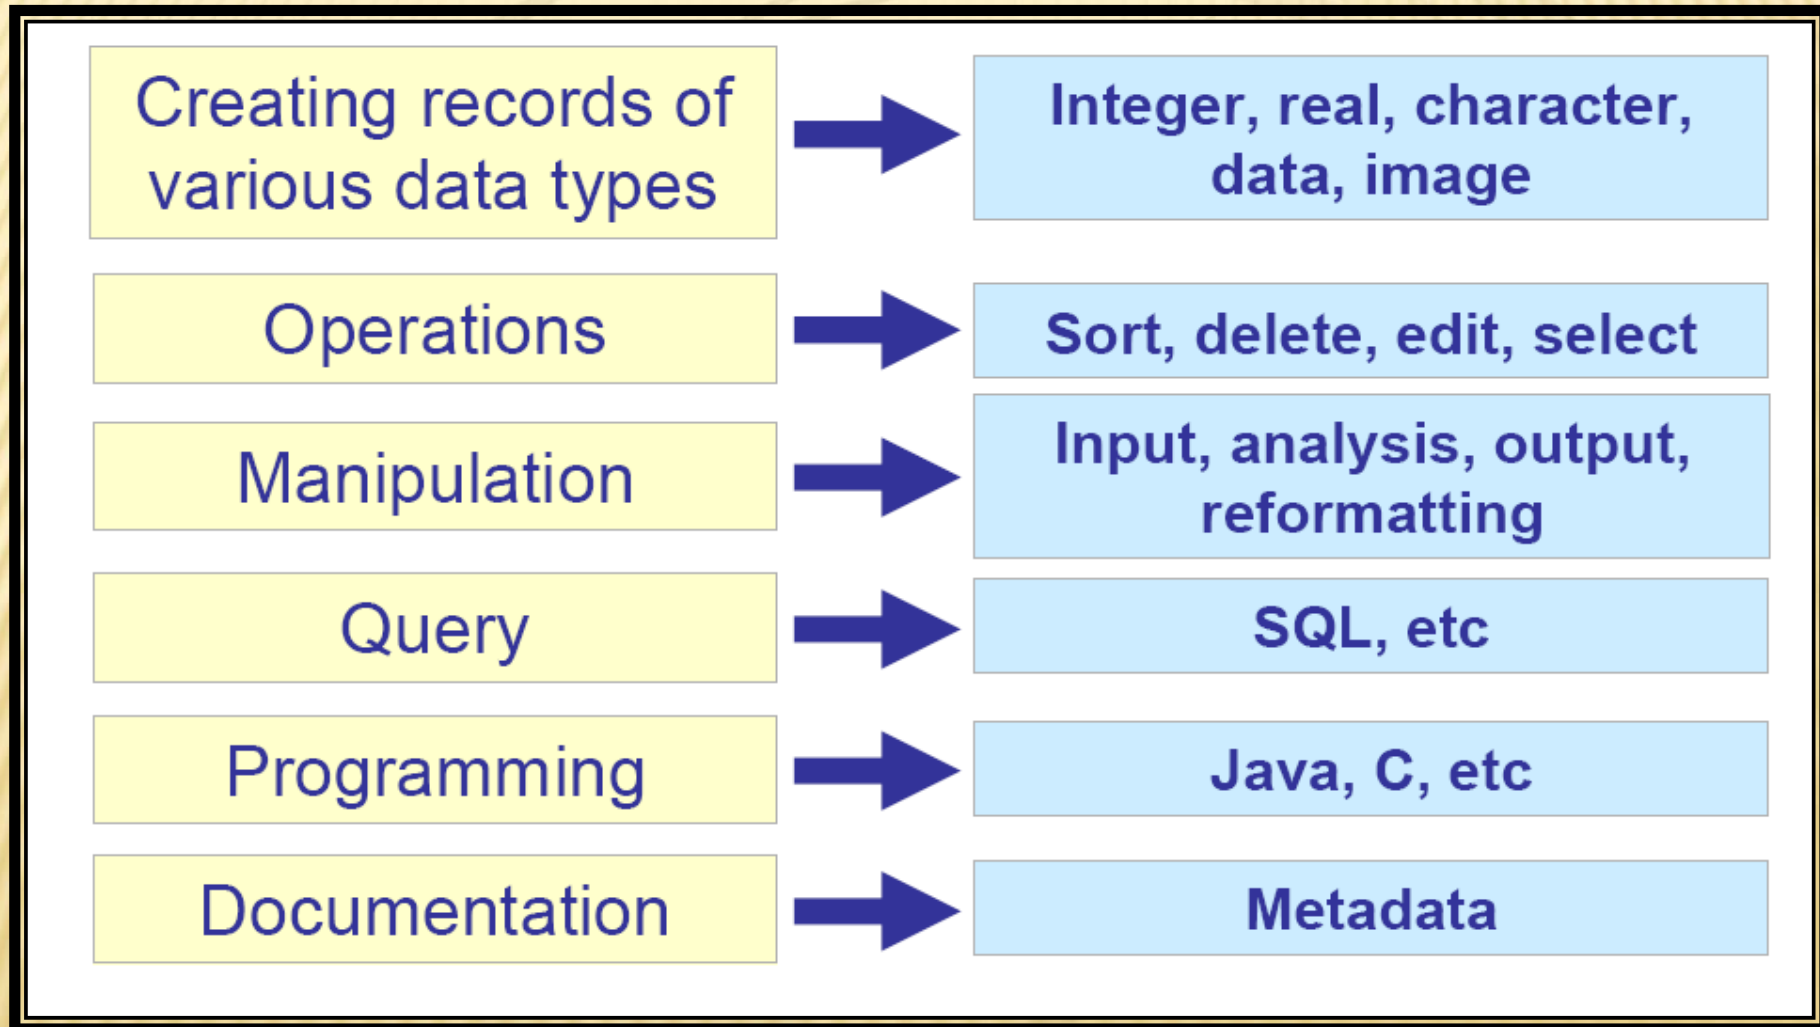 Creating records of
various data types
Integer, real, character,
data, image
Operations
Sort, delete, edit, select
Manipulation
Input, analysis, output,
reformatting
Query
SQL, etc
Programming
Java, C, etc
Documentation
Metadata